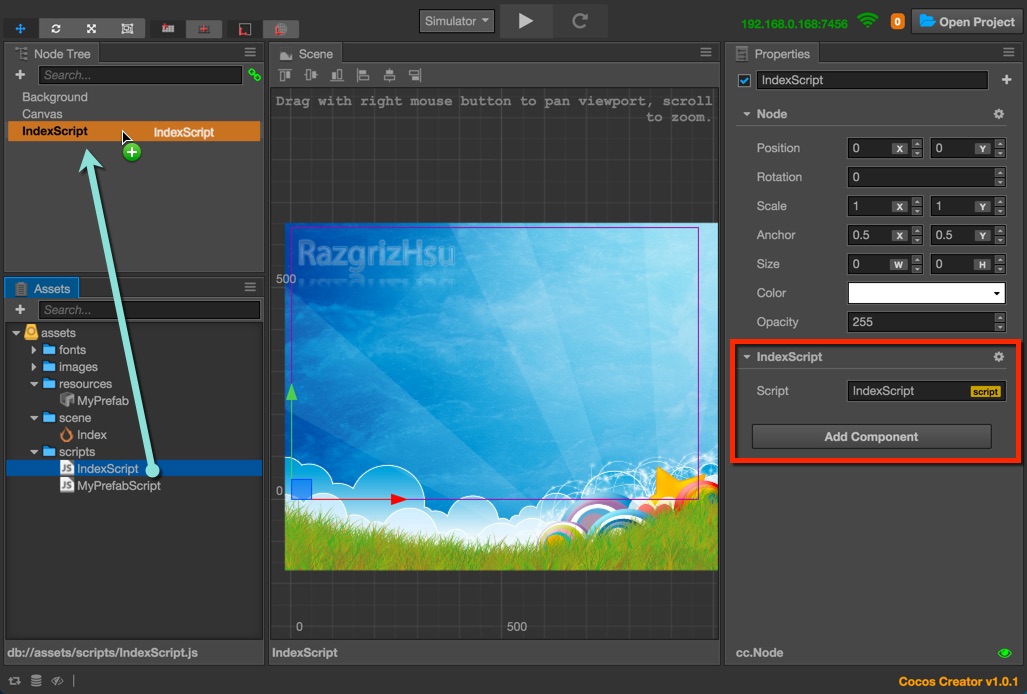 Simulator
192.168.0.168:7456
0
Open Project
Node Tree
Search...
Background
Canvas
IndexScript IndexScript
Assets
Search...
assets
fonts
images
resources
MyPrefab
scene
Index
scripts
JS IndexScript
JS MyPrefabScript
db://assets/scripts/IndexScript.js
Scene
Drag with right mouse button to pan viewport, scroll
to zoom.
RazgrizHsu
500
0
0 500
IndexScript
Properties
IndexScript
Node
Position 0 X 0 Y
Rotation 0
Scale 1 X 1 Y
Anchor 0.5 X 0.5 Y
Size 0 W 0 H
Color
Opacity 255
IndexScript
Script IndexScript script
Add Component
cc.Node
Cocos Creator v1.0.1